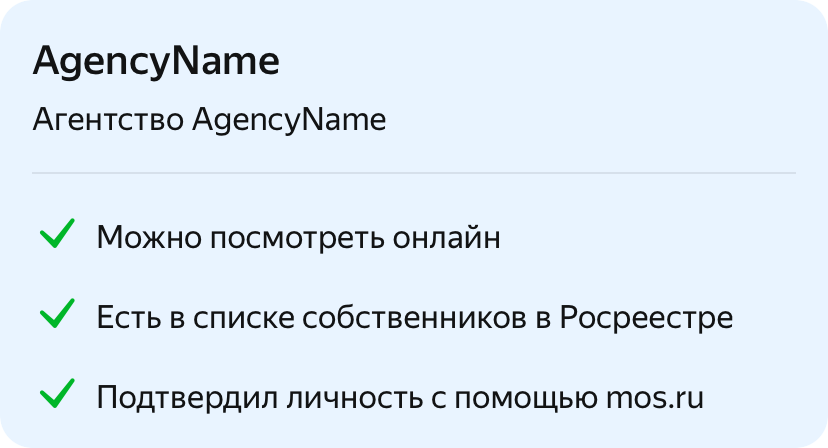 AgencyName
Агентство AgencyName
Можно посмотреть онлайн
Есть в списке собственников в Росреестре
Подтвердил личность с помощью mos.ru